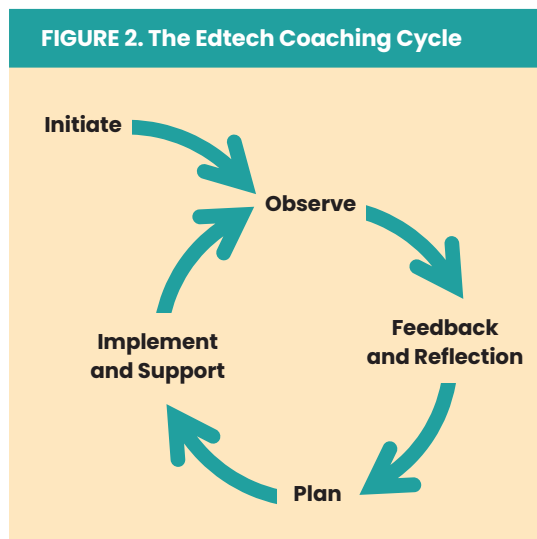 FIGURE 2. The Edtech Coaching Cycle
Initiate
Observe
Feedback
and Reflection
Plan
Implement
and Support